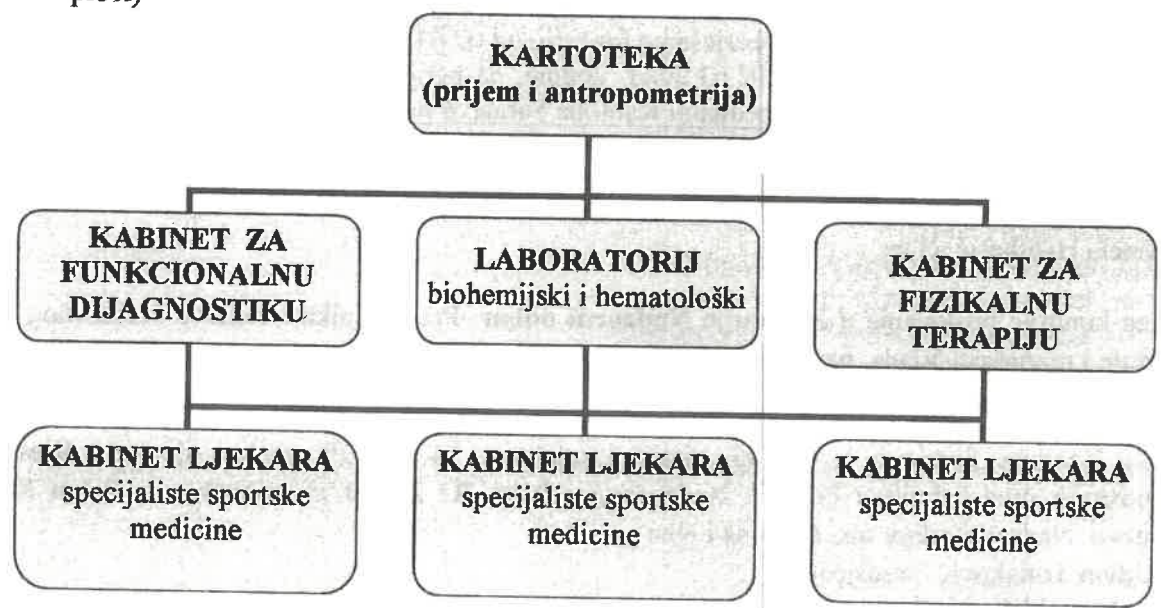 KARTOTEKA
(prijem i antropometrija)
KABINET ZA
FUNKCIONALNU
DIJAGNOSTIKU
LABORATORIJ
biohemijski i hematološki
KABINET ZA
FIZIKALNU
TERAPIJU
KABINET LJEKARA
specijaliste sportske
medicine
KABINET LJEKARA
specijaliste sportske
medicine
KABINET LJEKARA
specijaliste sportske
medicine